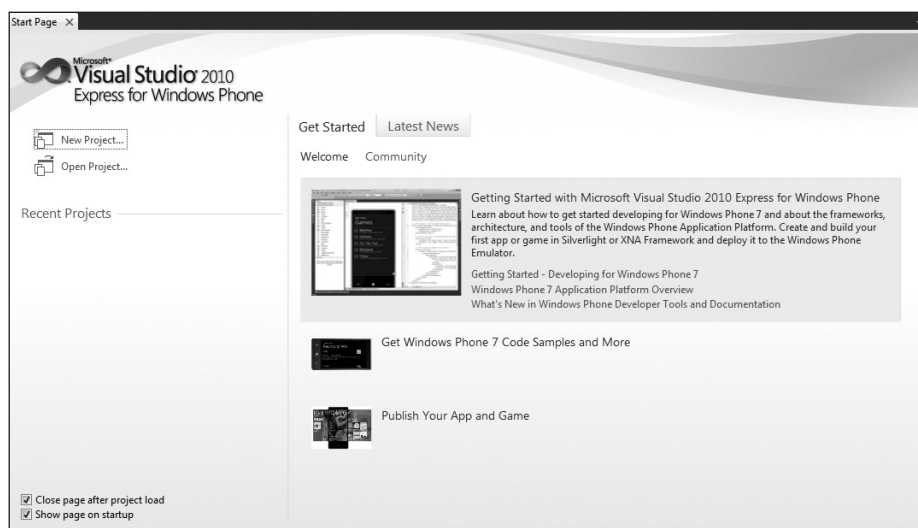 Start Page
Microsoft®
Visual Studio® 2010
Express for Windows Phone
New Project...
Open Project...
Recent Projects
Close page after project load
Show page on startup
Get Started
Latest News
Welcome
Community
Getting Started with Microsoft Visual Studio 2010 Express for Windows Phone
Learn about how to get started developing for Windows Phone 7 and about the frameworks,
architecture, and tools of the Windows Phone Application Platform. Create and build your
first app or game in Silverlight or XNA Framework and deploy it to the Windows Phone
Emulator.
Getting Started - Developing for Windows Phone 7
Windows Phone 7 Application Platform Overview
What's New in Windows Phone Developer Tools and Documentation
Games
Get Windows Phone 7 Code Samples and More
Publish Your App and Game